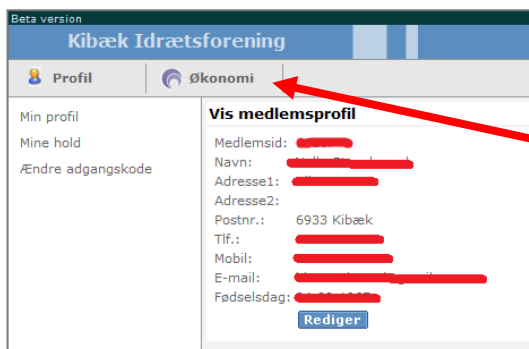 Beta version
Kibæk Idrætsforening
Profil
Økonomi
Min profil
Mine hold
Ændre adgangskode
Vis medlemsprofil
Medlemsid:
Navn:
Adresse1:
Adresse2:
Postnr.: 6933 Kibæk
Tlf.:
Mobil:
E-mail:
Fødselsdag:
Rediger